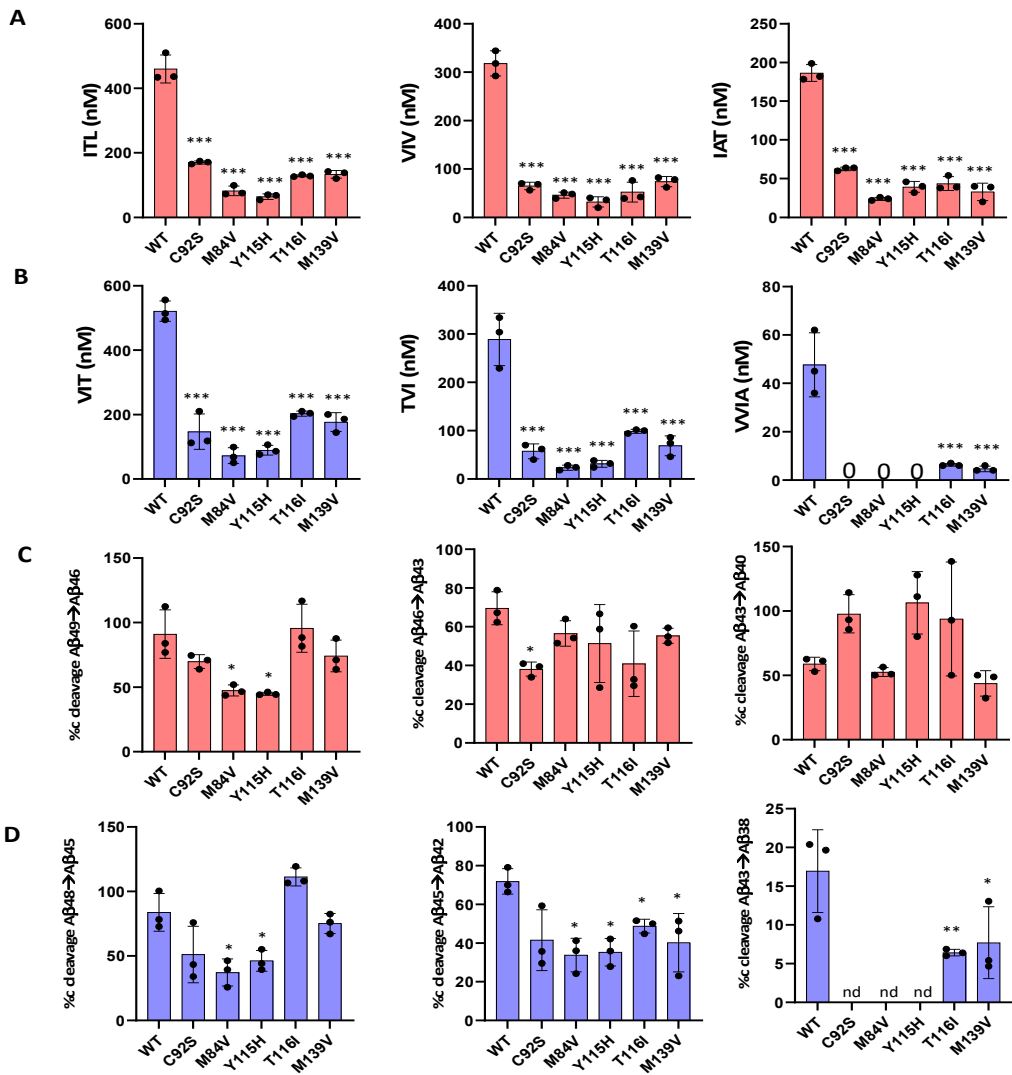 A
ITL (nM)
600
400
200
0
***
***
***
***
***
WT
C92S
M84V
Y115H
T116I
M139V
VIV (nM)
400
300
200
100
0
***
***
***
***
***
WT
C92S
M84V
Y115H
T116I
M139V
IAT (nM)
200
150
100
50
0
***
***
***
***
***
WT
C92S
M84V
Y115H
T116I
M139V
B
VIT (nM)
600
400
200
0
***
***
***
***
***
WT
C92S
M84V
Y115H
T116I
M139V
TVI (nM)
400
300
200
100
0
***
***
***
***
***
WT
C92S
M84V
Y115H
T116I
M139V
VVIA (nM)
80
60
40
20
0
0
0
0
***
***
WT
C92S
M84V
Y115H
T116I
M139V
C
%c cleavage Aβ49→Aβ46
150
100
50
0
*
*
WT
C92S
M84V
Y115H
T116I
M139V
%c cleavage Aβ46→Aβ43
100
80
60
40
20
0
*
WT
C92S
M84V
Y115H
T116I
M139V
%c cleavage Aβ43→Aβ40
150
100
50
0
WT
C92S
M84V
Y115H
T116I
M139V
D
%c cleavage Aβ48→Aβ45
150
100
50
0
*
*
WT
C92S
M84V
Y115H
T116I
M139V
%c cleavage Aβ45→Aβ42
100
80
60
40
20
0
*
*
*
*
WT
C92S
M84V
Y115H
T116I
M139V
%c cleavage Aβ43→Aβ38
25
20
15
10
5
0
nd
nd
nd
**
*
WT
C92S
M84V
Y115H
T116I
M139V